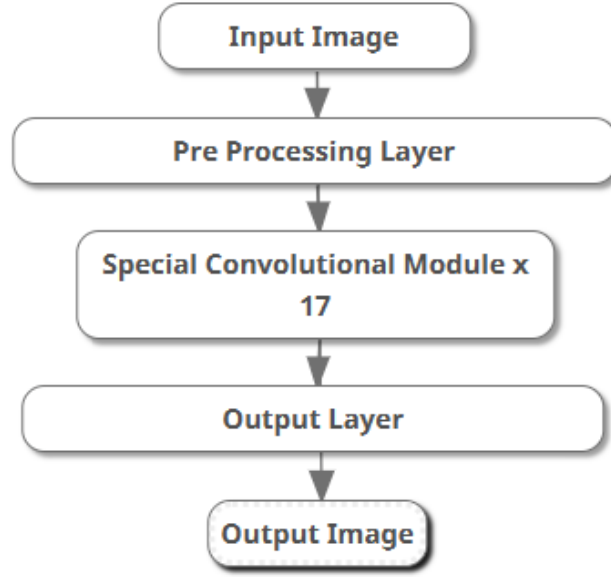 Input Image
Pre Processing Layer
Special Convolutional Module x
17
Output Layer
Output Image